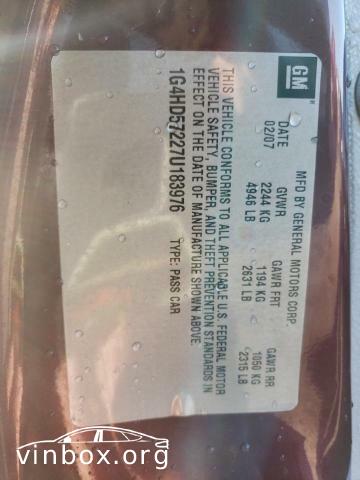 GM
MFD BY GENERAL MOTORS CORP.
DATE GVWR GAWR FRT GAWR RR
02/07 2244 KG 1194 KG 1050 KG
4946 LB 2631 LB 2315 LB
THIS VEHICLE CONFORMS TO ALL APPLICABLE U.S. FEDERAL MOTOR
VEHICLE SAFETY, BUMPER, AND THEFT PREVENTION STANDARDS IN
EFFECT ON THE DATE OF MANUFACTURE SHOWN ABOVE.
1G4HD57227U183976 TYPE: PASS CAR
vinbox.org